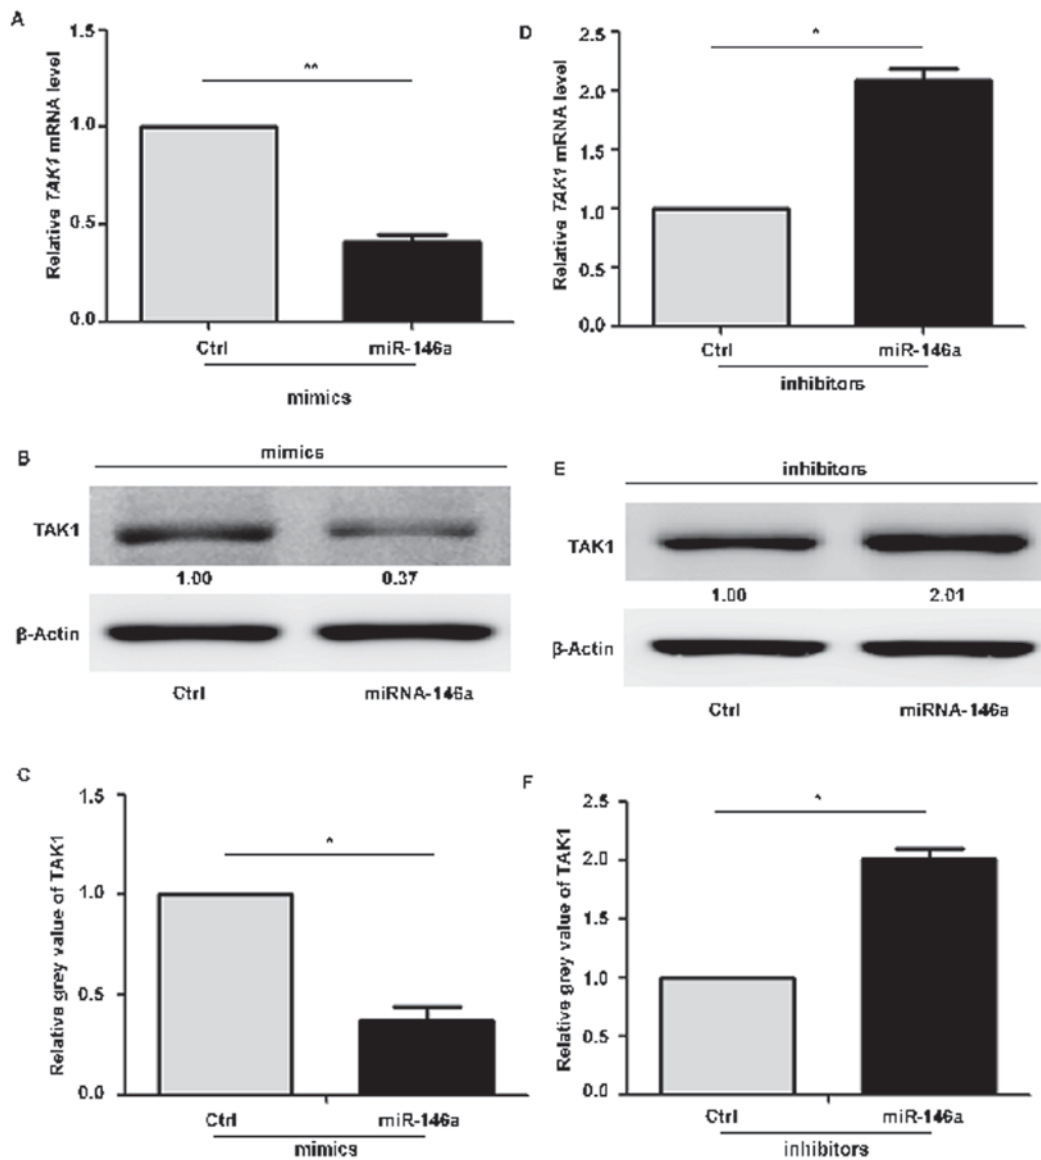 A
Relative TAK1 mRNA level
1.5
1.0
0.5
0.0
**
Ctrl miR-146a
mimics
D
Relative TAK1 mRNA level
2.5
2.0
1.5
1.0
0.5
0.0
*
Ctrl miR-146a
inhibitors
B
mimics
TAK1
1.00 0.37
β-Actin
Ctrl miRNA-146a
E
inhibitors
TAK1
1.00 2.01
β-Actin
Ctrl miRNA-146a
C
Relative grey value of TAK1
1.5
1.0
0.5
0.0
*
Ctrl miR-146a
mimics
F
Relative grey value of TAK1
2.5
2.0
1.5
1.0
0.5
0.0
*
Ctrl miR-146a
inhibitors